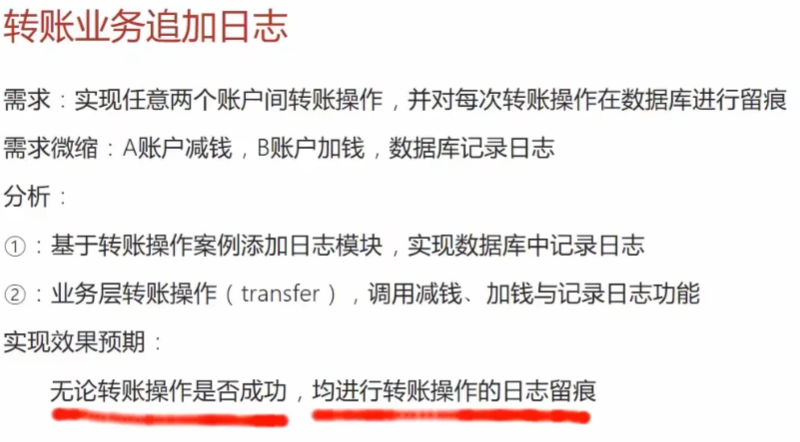 转账业务追加日志
需求：实现任意两个账户间转账操作，并对每次转账操作在数据库进行留痕
需求微缩：A账户减钱，B账户加钱，数据库记录日志
分析：
①：基于转账操作案例添加日志模块，实现数据库中记录日志
②：业务层转账操作（transfer），调用减钱、加钱与记录日志功能
实现效果预期：
无论转账操作是否成功，均进行转账操作的日志留痕